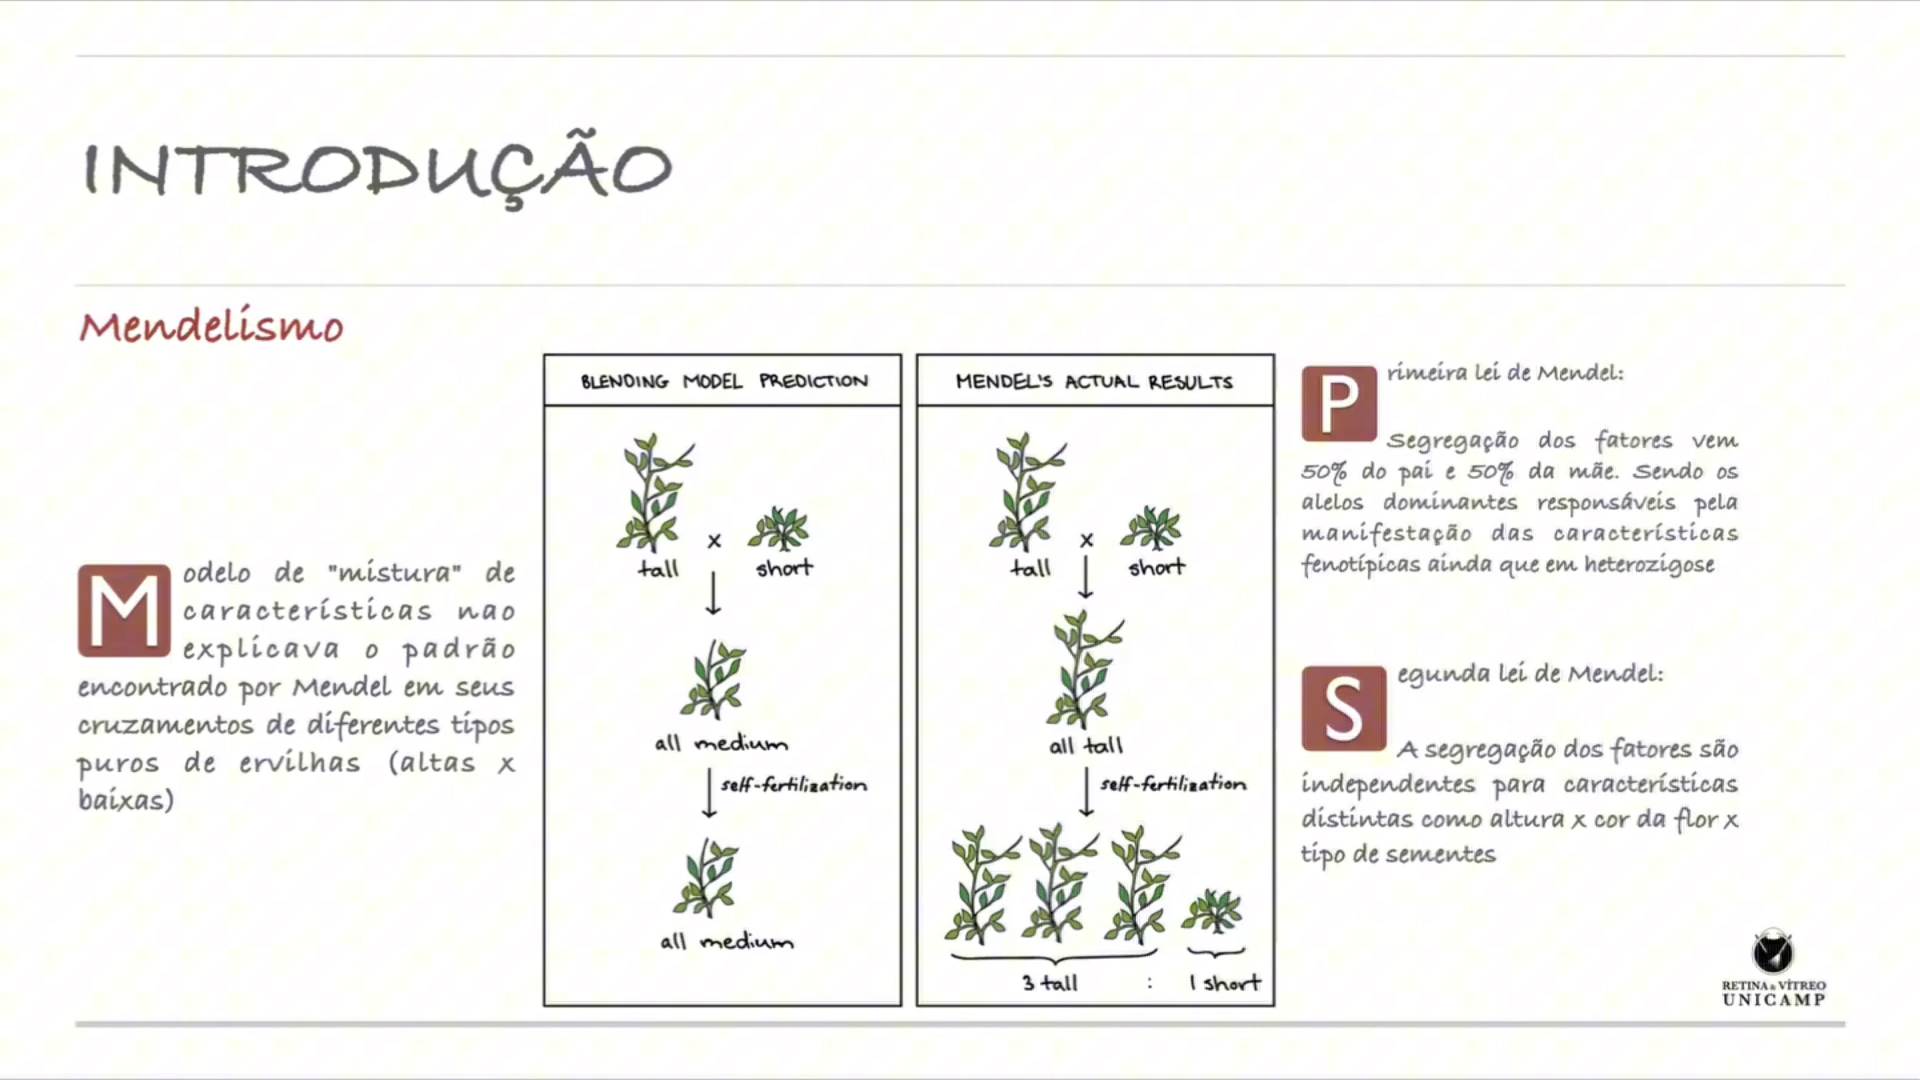 INTRODUÇÃO
Mendelismo
Modelo de "mistura" de
características nao
explicava o padrão
encontrado por Mendel em seus
cruzamentos de diferentes tipos
puros de ervilhas (altas x
baixas)
BLENDING MODEL PREDICTION
x
tall short
all medium
self-fertilization
all medium
MENDEL'S ACTUAL RESULTS
x
tall short
all tall
self-fertilization
3 tall : 1 short
Primeira lei de Mendel:
Segregação dos fatores vem
50% do pai e 50% da mãe. Sendo os
alelos dominantes responsáveis pela
manifestação das características
fenotípicas ainda que em heterozigose
Segunda lei de Mendel:
A segregação dos fatores são
independentes para características
distintas como altura x cor da flor x
tipo de sementes
RETINA & VÍTREO
UNICAMP